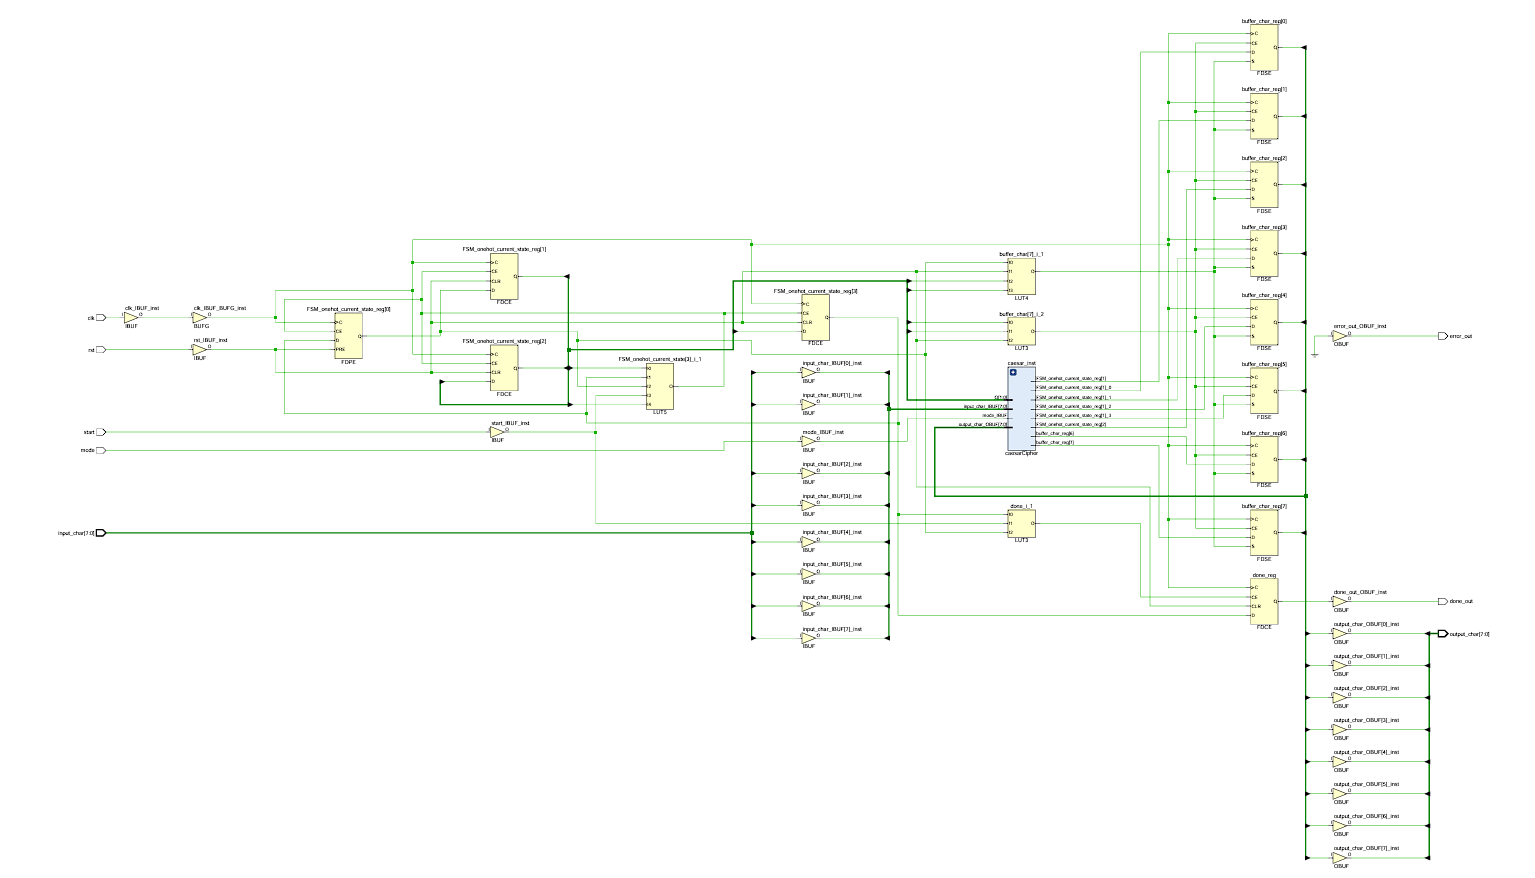 clk
clk_IBUF_inst
I
O
IBUF
clk_IBUF_BUFG_inst
I
O
BUFG
rst
rst_IBUF_inst
I
O
IBUF
FSM_onehot_current_state_reg[0]
C
CE
D
PRE
Q
FDPE
FSM_onehot_current_state_reg[1]
C
CE
CLR
D
Q
FDCE
FSM_onehot_current_state_reg[2]
C
CE
CLR
D
Q
FDCE
FSM_onehot_current_state[3]_i_1
I0
I1
I2
I3
I4
O
LUT5
start
start_IBUF_inst
I
O
IBUF
mode
input_char[7:0]
FSM_onehot_current_state_reg[3]
C
CE
CLR
D
Q
FDCE
input_char_IBUF[0]_inst
I
O
IBUF
input_char_IBUF[1]_inst
I
O
IBUF
mode_IBUF_inst
I
O
IBUF
input_char_IBUF[2]_inst
I
O
IBUF
input_char_IBUF[3]_inst
I
O
IBUF
input_char_IBUF[4]_inst
I
O
IBUF
input_char_IBUF[5]_inst
I
O
IBUF
input_char_IBUF[6]_inst
I
O
IBUF
input_char_IBUF[7]_inst
I
O
IBUF
buffer_char[7]_i_1
I0
I1
I2
I3
O
LUT4
buffer_char[7]_i_2
I0
I1
I2
O
LUT3
caesar_inst
Q[1:0]
input_char_IBUF[7:0]
mode_IBUF
output_char_OBUF[7:0]
FSM_onehot_current_state_reg[1]
FSM_onehot_current_state_reg[1]_0
FSM_onehot_current_state_reg[1]_1
FSM_onehot_current_state_reg[1]_2
FSM_onehot_current_state_reg[1]_3
FSM_onehot_current_state_reg[2]
buffer_char_reg[6]
buffer_char_reg[1]
caesarCipher
done_i_1
I0
I1
I2
O
LUT3
buffer_char_reg[0]
C
CE
D
S
Q
FDSE
buffer_char_reg[1]
C
CE
D
S
Q
FDSE
buffer_char_reg[2]
C
CE
D
S
Q
FDSE
buffer_char_reg[3]
C
CE
D
S
Q
FDSE
buffer_char_reg[4]
C
CE
D
S
Q
FDSE
buffer_char_reg[5]
C
CE
D
S
Q
FDSE
buffer_char_reg[6]
C
CE
D
S
Q
FDSE
buffer_char_reg[7]
C
CE
D
S
Q
FDSE
done_reg
C
CE
CLR
D
Q
FDCE
error_out_OBUF_inst
I
O
OBUF
error_out
done_out_OBUF_inst
I
O
OBUF
done_out
output_char_OBUF[0]_inst
I
O
OBUF
output_char[7:0]
output_char_OBUF[1]_inst
I
O
OBUF
output_char_OBUF[2]_inst
I
O
OBUF
output_char_OBUF[3]_inst
I
O
OBUF
output_char_OBUF[4]_inst
I
O
OBUF
output_char_OBUF[5]_inst
I
O
OBUF
output_char_OBUF[6]_inst
I
O
OBUF
output_char_OBUF[7]_inst
I
O
OBUF